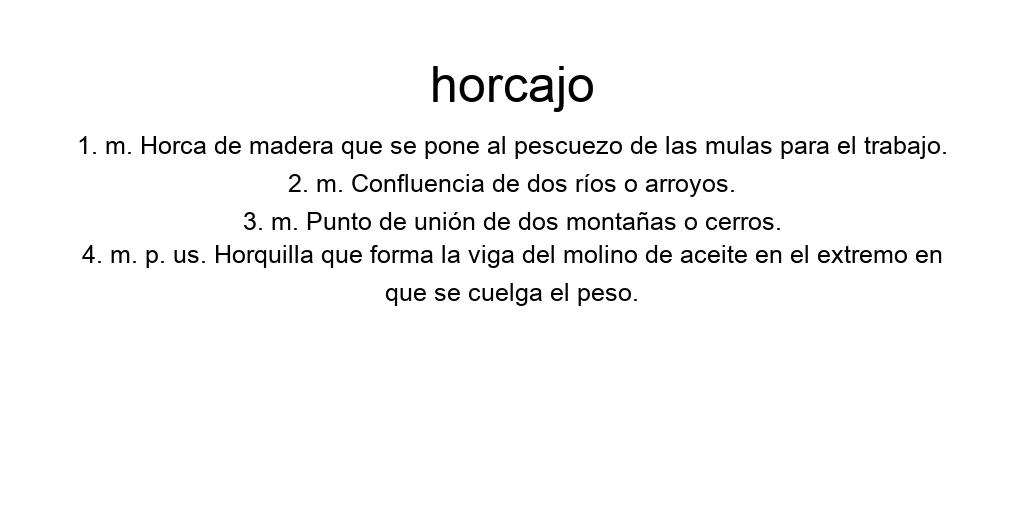 horcajo
1. m. Horca de madera que se pone al pescuezo de las mulas para el trabajo.
2. m. Confluencia de dos ríos o arroyos.
3. m. Punto de unión de dos montañas o cerros.
4. m. p. us. Horquilla que forma la viga del molino de aceite en el extremo en
que se cuelga el peso.